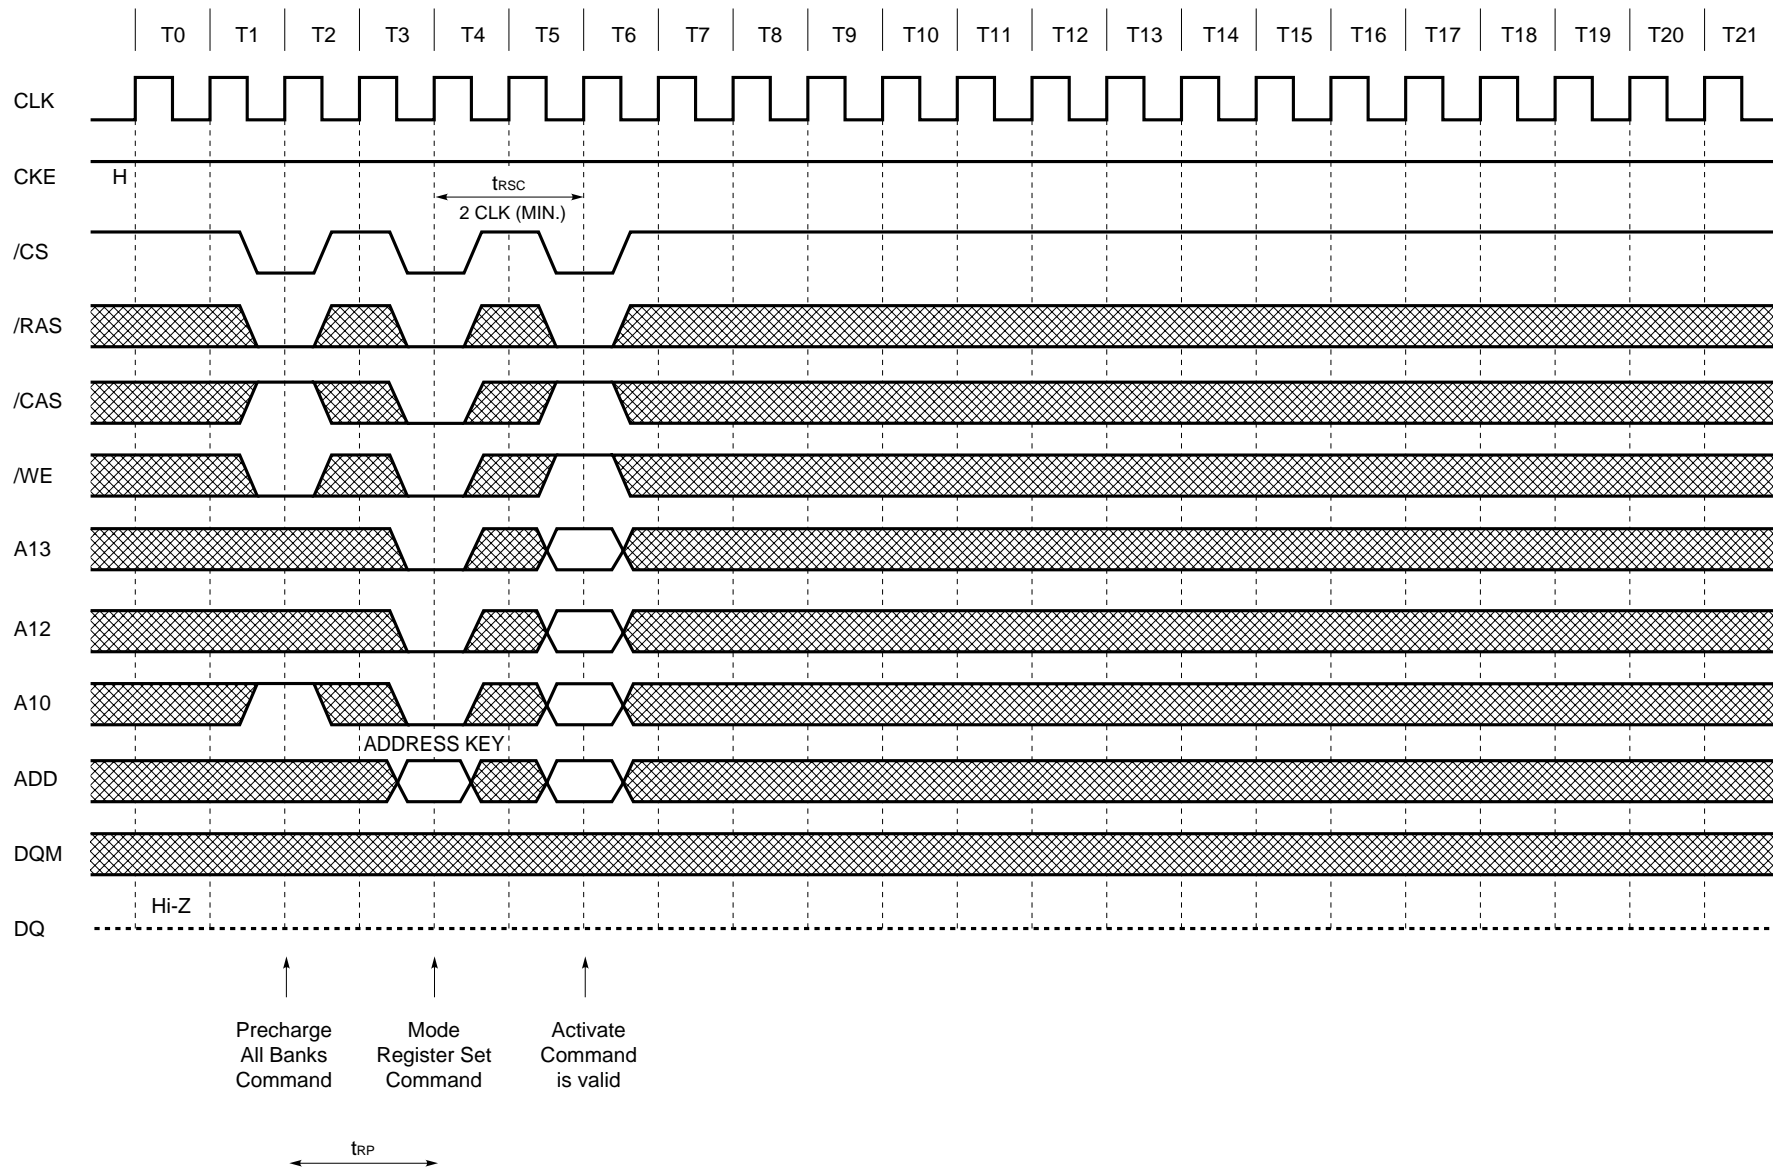 T0 T1 T2 T3 T4 T5 T6 T7 T8 T9 T10 T11 T12 T13 T14 T15 T16 T17 T18 T19 T20 T21
CLK
CKE H
tRSC
2 CLK (MIN.)
/CS
/RAS
/CAS
/WE
A13
A12
A10
ADDRESS KEY
ADD
DQM
Hi-Z
DQ
Precharge
All Banks
Command
Mode
Register Set
Command
Activate
Command
is valid
tRP